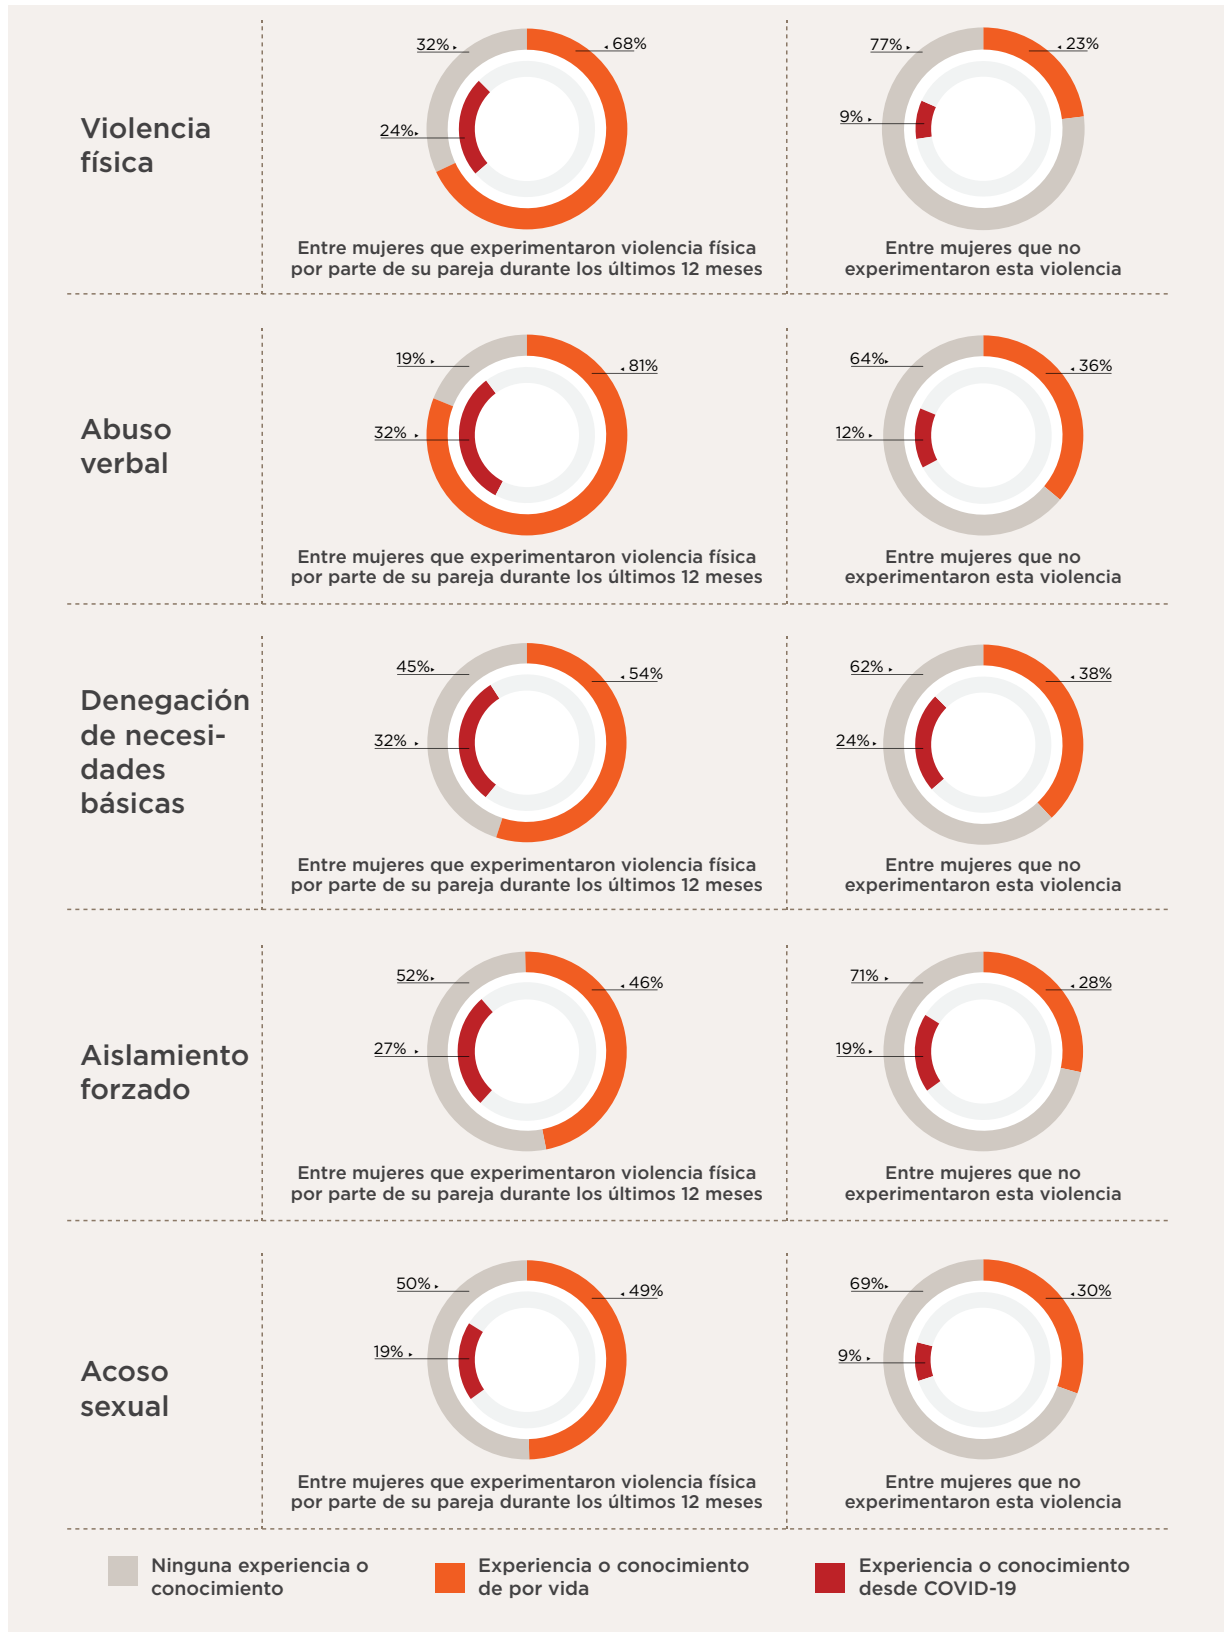 32%
68%
77%
23%
Violencia
física
24%
9%
Entre mujeres que experimentaron violencia física
por parte de su pareja durante los últimos 12 meses
Entre mujeres que no
experimentaron esta violencia
19%
81%
64%
36%
Abuso
verbal
32%
12%
Entre mujeres que experimentaron violencia física
por parte de su pareja durante los últimos 12 meses
Entre mujeres que no
experimentaron esta violencia
45%
54%
62%
38%
Denegación
de necesi-
dades
básicas
32%
24%
Entre mujeres que experimentaron violencia física
por parte de su pareja durante los últimos 12 meses
Entre mujeres que no
experimentaron esta violencia
52%
46%
71%
28%
Aislamiento
forzado
27%
19%
Entre mujeres que experimentaron violencia física
por parte de su pareja durante los últimos 12 meses
Entre mujeres que no
experimentaron esta violencia
50%
49%
69%
30%
Acoso
sexual
19%
9%
Entre mujeres que experimentaron violencia física
por parte de su pareja durante los últimos 12 meses
Entre mujeres que no
experimentaron esta violencia
Ninguna experiencia o
conocimiento
Experiencia o conocimiento
de por vida
Experiencia o conocimiento
desde COVID-19